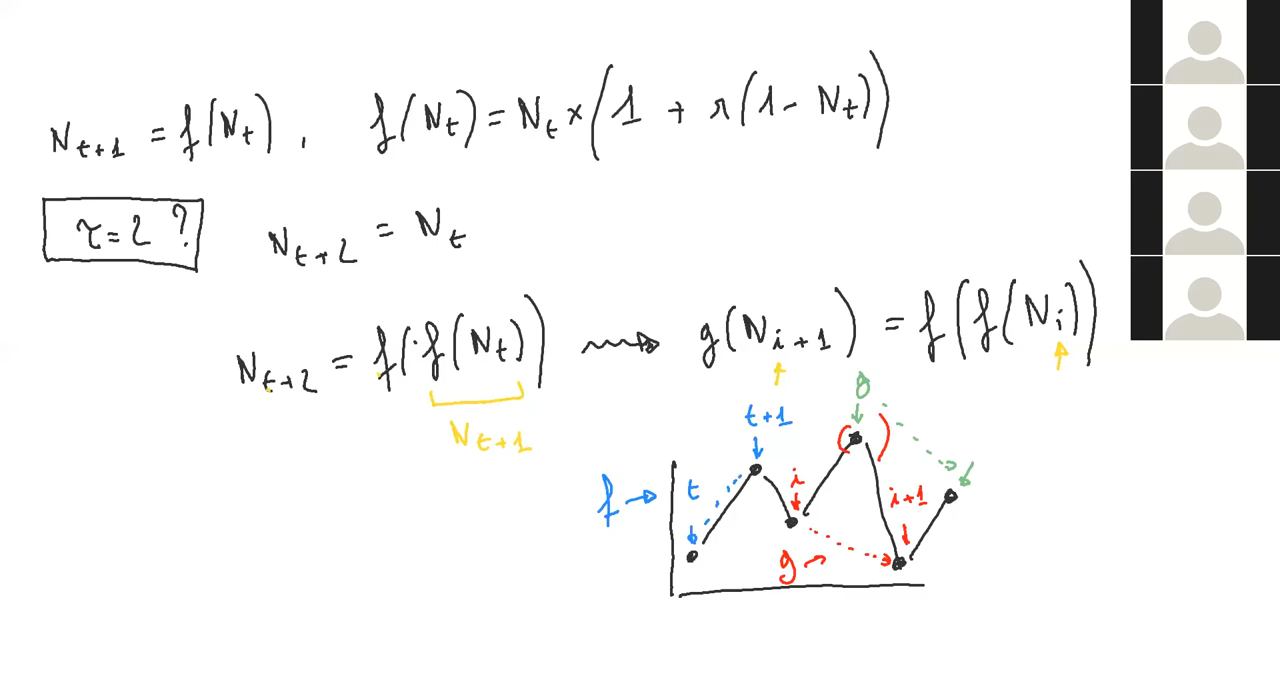 N_{t+1} = f(N_t), f(N_t) = N_t × (1 + r(1 - N_t))
τ=2 ? N_{t+2} = N_t
N_{t+2} = f(f(N_t)) ⇝ g(N_{i+1}) = f(f(N_i))
N_{t+1}
t+1
f → t
i
i+1
g